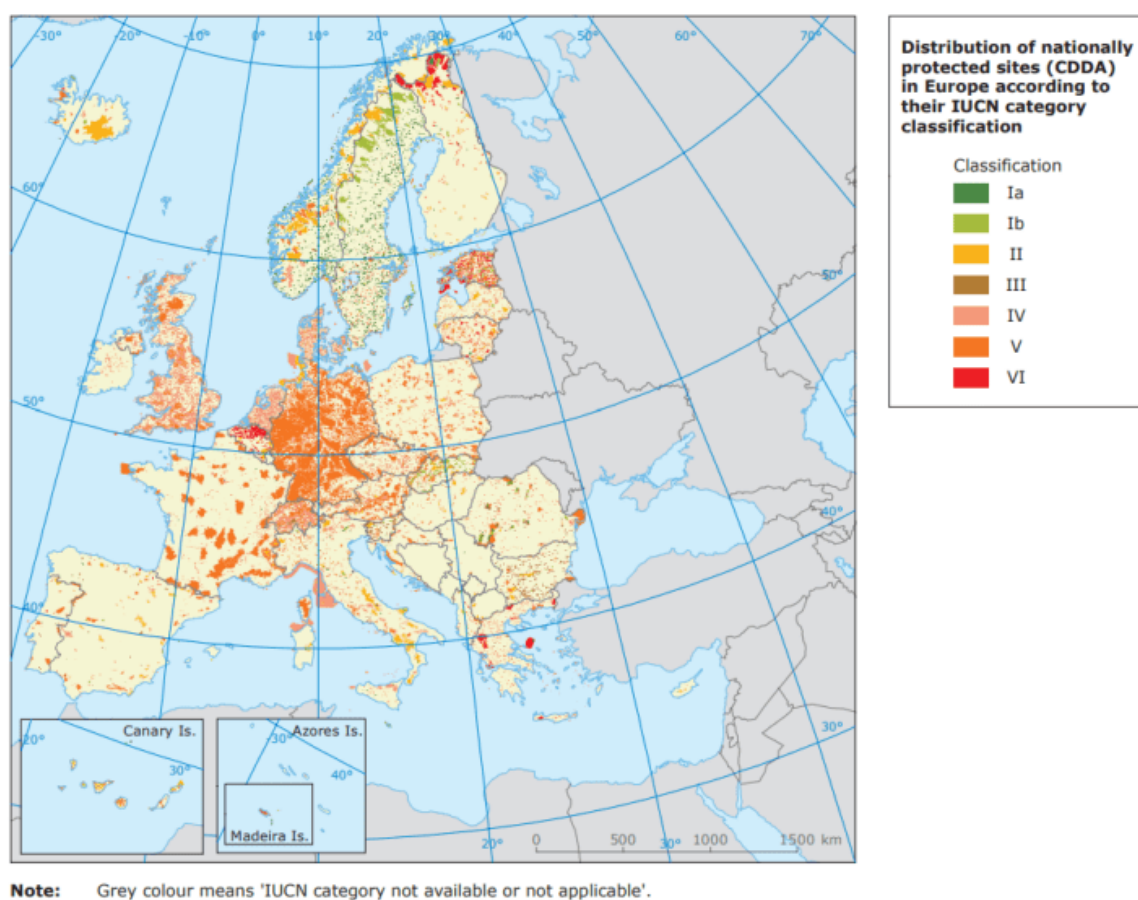 -30°
-20°
-10°
0°
10°
20°
30°
40°
50°
60°
70°
60°
50°
50°
40°
40°
30°
Canary Is.
20°
30°
Azores Is.
-30°
40°
Madeira Is.
20°
30°
0 500 1000 1500 km
Distribution of nationally
protected sites (CDDA)
in Europe according to
their IUCN category
classification
Classification
Ia
Ib
II
III
IV
V
VI
Note: Grey colour means 'IUCN category not available or not applicable'.